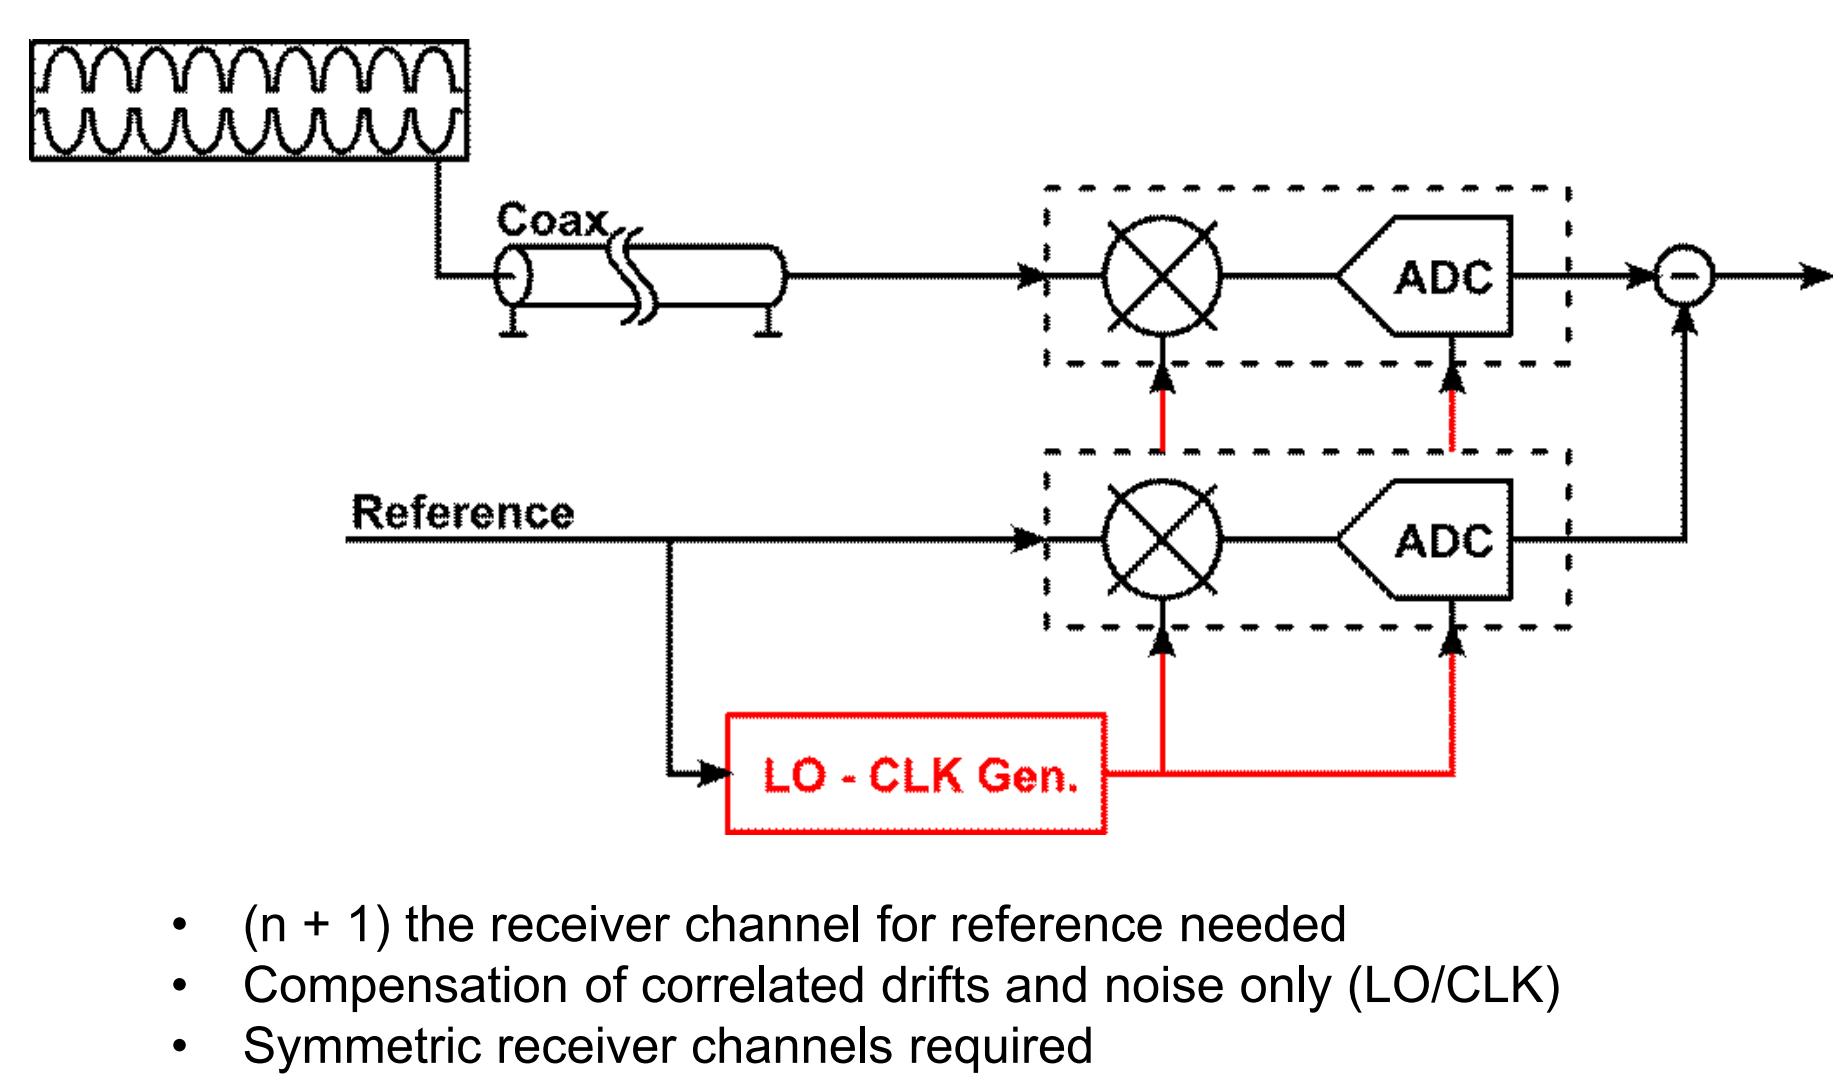 Coax
ADC
Reference
ADC
LO - CLK Gen.
• (n + 1) the receiver channel for reference needed
• Compensation of correlated drifts and noise only (LO/CLK)
• Symmetric receiver channels required